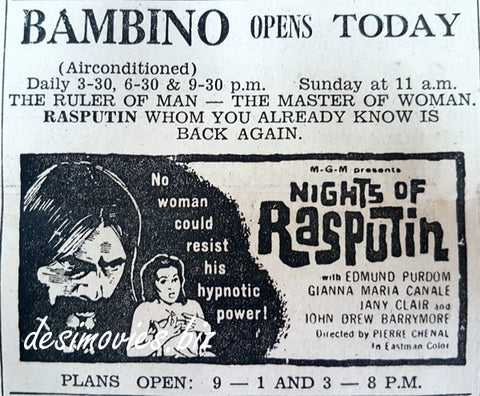 BAMBINO OPENS TODAY
(Airconditioned)
Daily 3-30, 6-30 & 9-30 p.m. Sunday at 11 a.m.
THE RULER OF MAN — THE MASTER OF WOMAN.
RASPUTIN WHOM YOU ALREADY KNOW IS
BACK AGAIN.
No
woman
could
resist
his
hypnotic
power!
M-G-M presents
NIGHTS OF
RASPUTIN
with EDMUND PURDOM
GIANNA MARIA CANALE
JANY CLAIR and
JOHN DREW BARRYMORE
Directed by PIERRE CHENAL
in Eastman Color
desimovies.biz
PLANS OPEN: 9 — 1 AND 3 — 8 P.M.